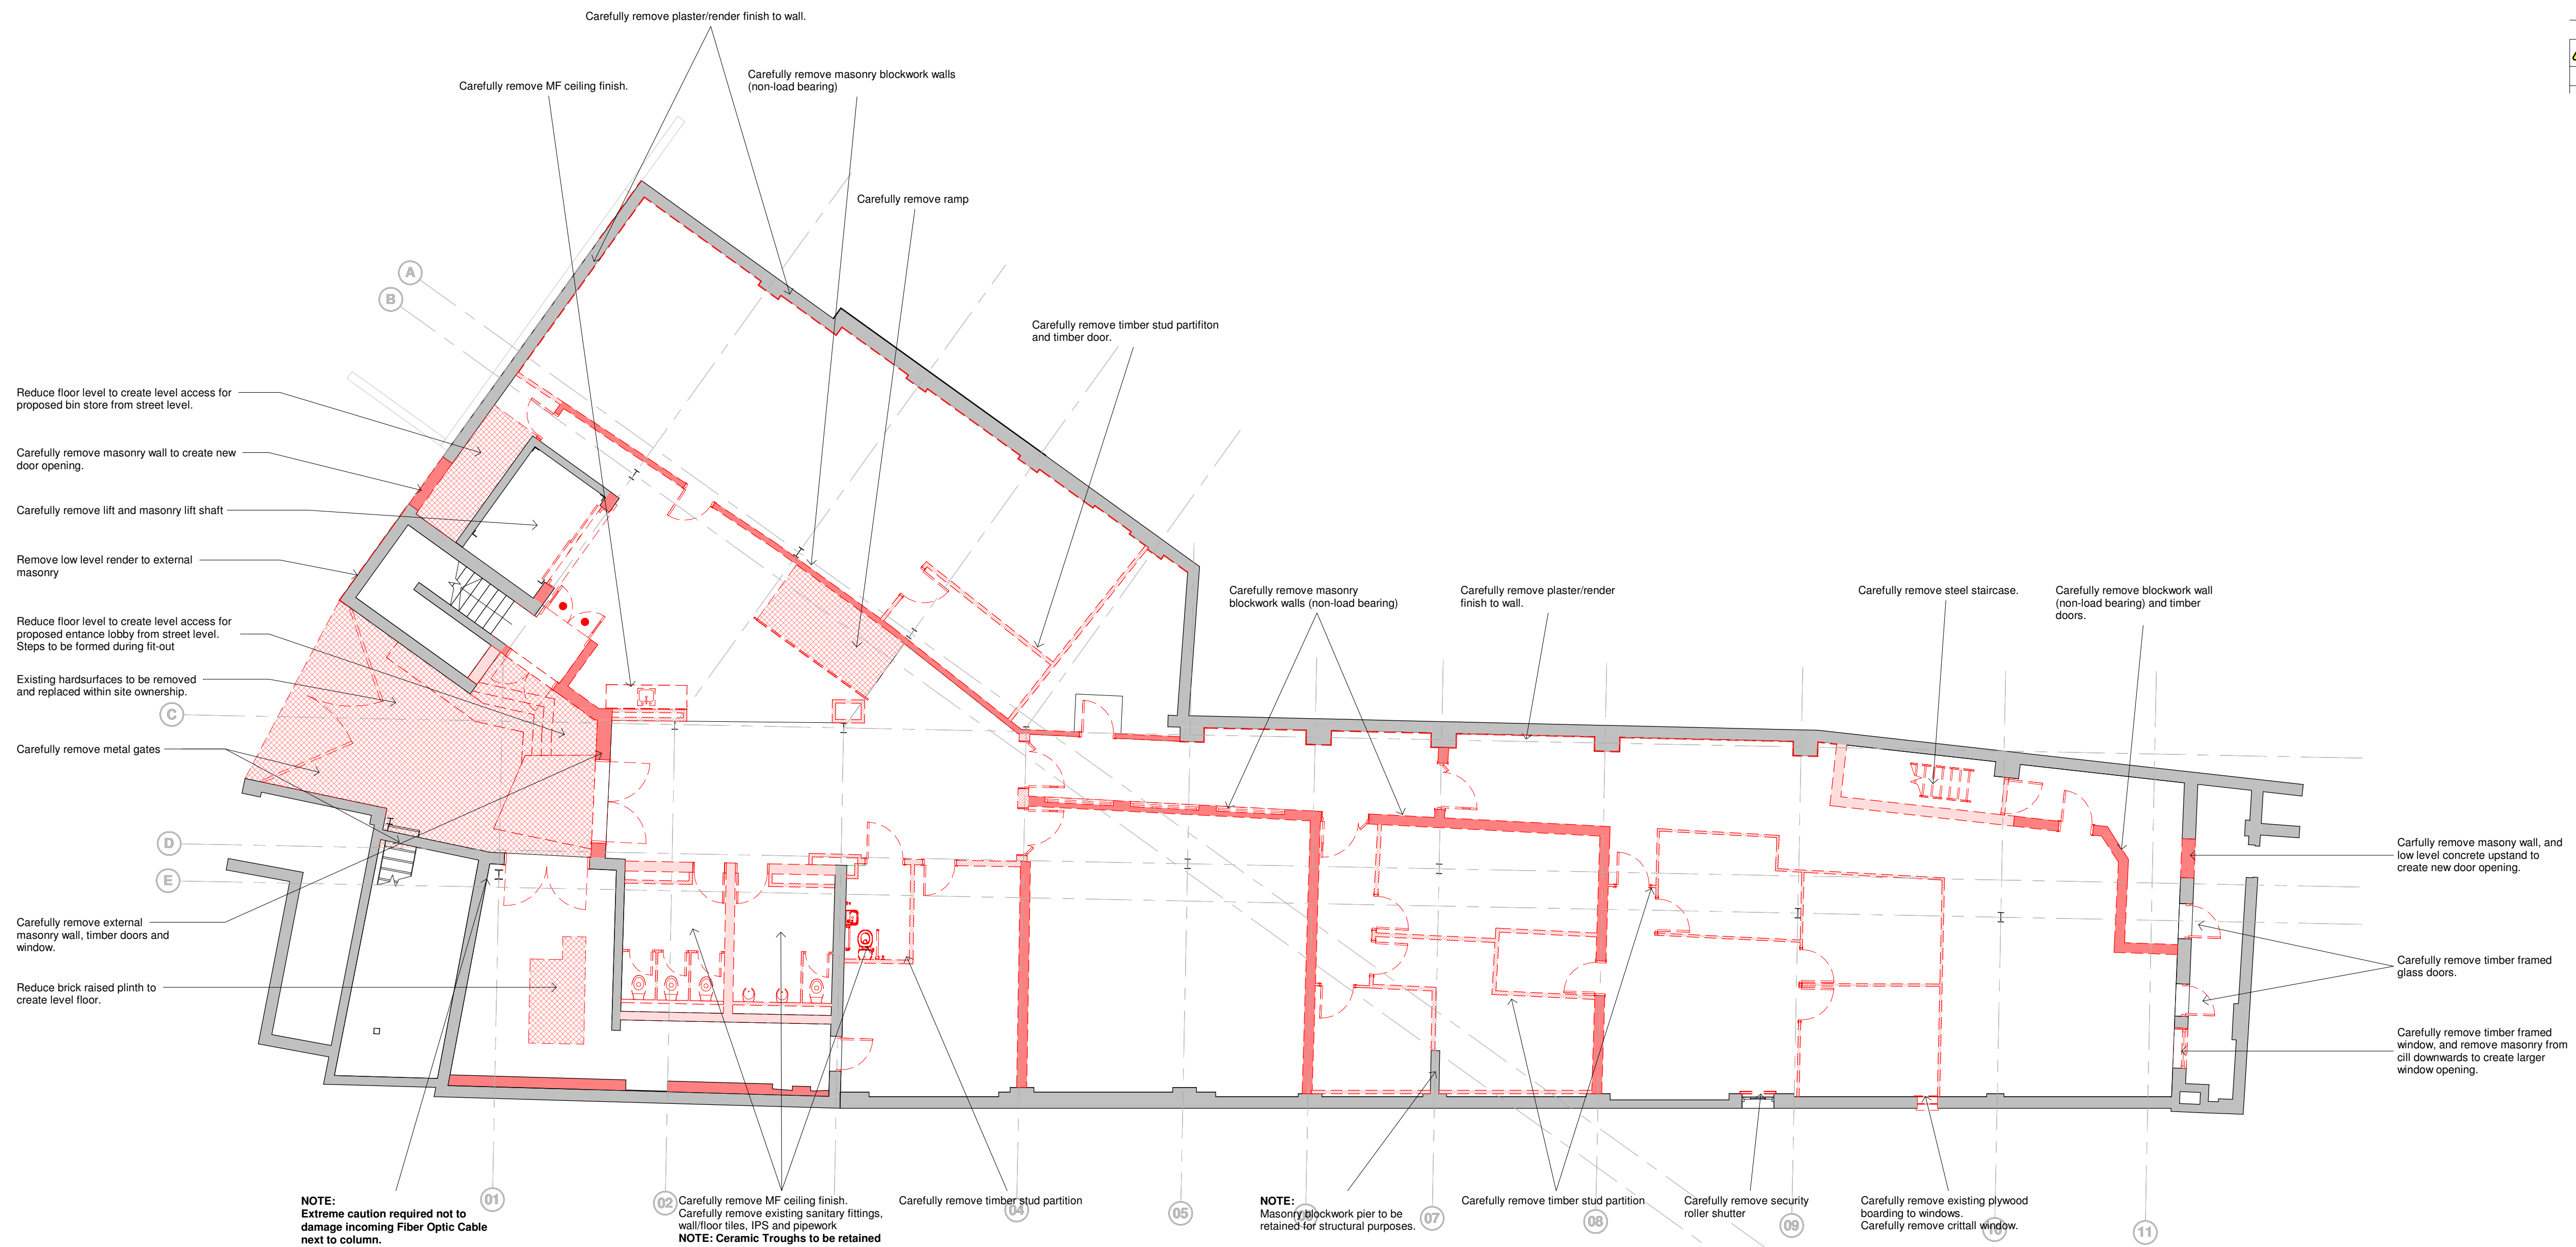 Carefully remove plaster/render finish to wall.
Carefully remove MF ceiling finish.
Carefully remove masonry blockwork walls
(non-load bearing)
Carefully remove ramp
A
B
Carefully remove timber stud partifiton
and timber door.
Reduce floor level to create level access for
proposed bin store from street level.
Carefully remove masonry wall to create new
door opening.
Carefully remove lift and masonry lift shaft
Remove low level render to external
masonry
Reduce floor level to create level access for
proposed entance lobby from street level.
Steps to be formed during fit-out
Existing hardsurfaces to be removed
and replaced within site ownership.
C
Carefully remove metal gates
D
E
Carefully remove external
masonry wall, timber doors and
window.
Reduce brick raised plinth to
create level floor.
Carefully remove masonry
blockwork walls (non-load bearing)
Carefully remove plaster/render
finish to wall.
Carefully remove steel staircase.
Carefully remove blockwork wall
(non-load bearing) and timber
doors.
Carfully remove masony wall, and
low level concrete upstand to
create new door opening.
Carefully remove timber framed
glass doors.
Carefully remove timber framed
window, and remove masonry from
cill downwards to create larger
window opening.
NOTE:
Extreme caution required not to
damage incoming Fiber Optic Cable
next to column.
01
02
Carefully remove MF ceiling finish.
Carefully remove existing sanitary fittings,
wall/floor tiles, IPS and pipework
NOTE: Ceramic Troughs to be retained
Carefully remove timber stud partition
04
05
NOTE:
Masonry blockwork pier to be
retained for structural purposes.
07
Carefully remove timber stud partition
08
Carefully remove security
roller shutter
09
Carefully remove existing plywood
boarding to windows.
Carefully remove crittall window.
10
11